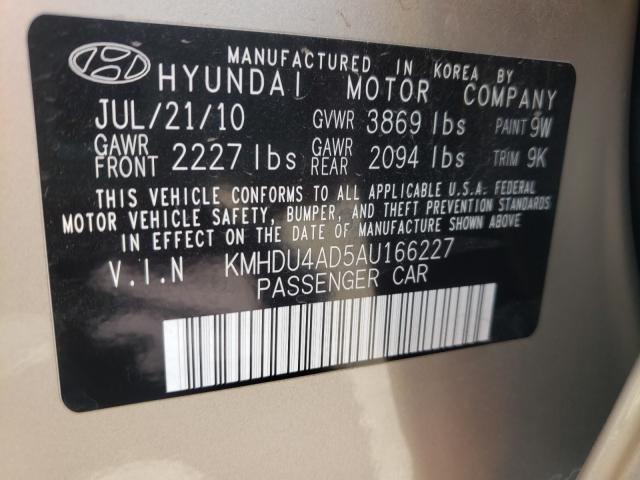 MANUFACTURED IN KOREA BY
HYUNDAI MOTOR COMPANY
JUL/21/10 GVWR 3869 lbs PAINT 9W
GAWR FRONT 2227 lbs GAWR REAR 2094 lbs TRIM 9K
THIS VEHICLE CONFORMS TO ALL APPLICABLE U.S.A. FEDERAL
MOTOR VEHICLE SAFETY, BUMPER, AND THEFT PREVENTION STANDARDS
IN EFFECT ON THE DATE OF MANUFACTURE SHOWN ABOVE.
V.I.N KMHDU4AD5AU166227
PASSENGER CAR